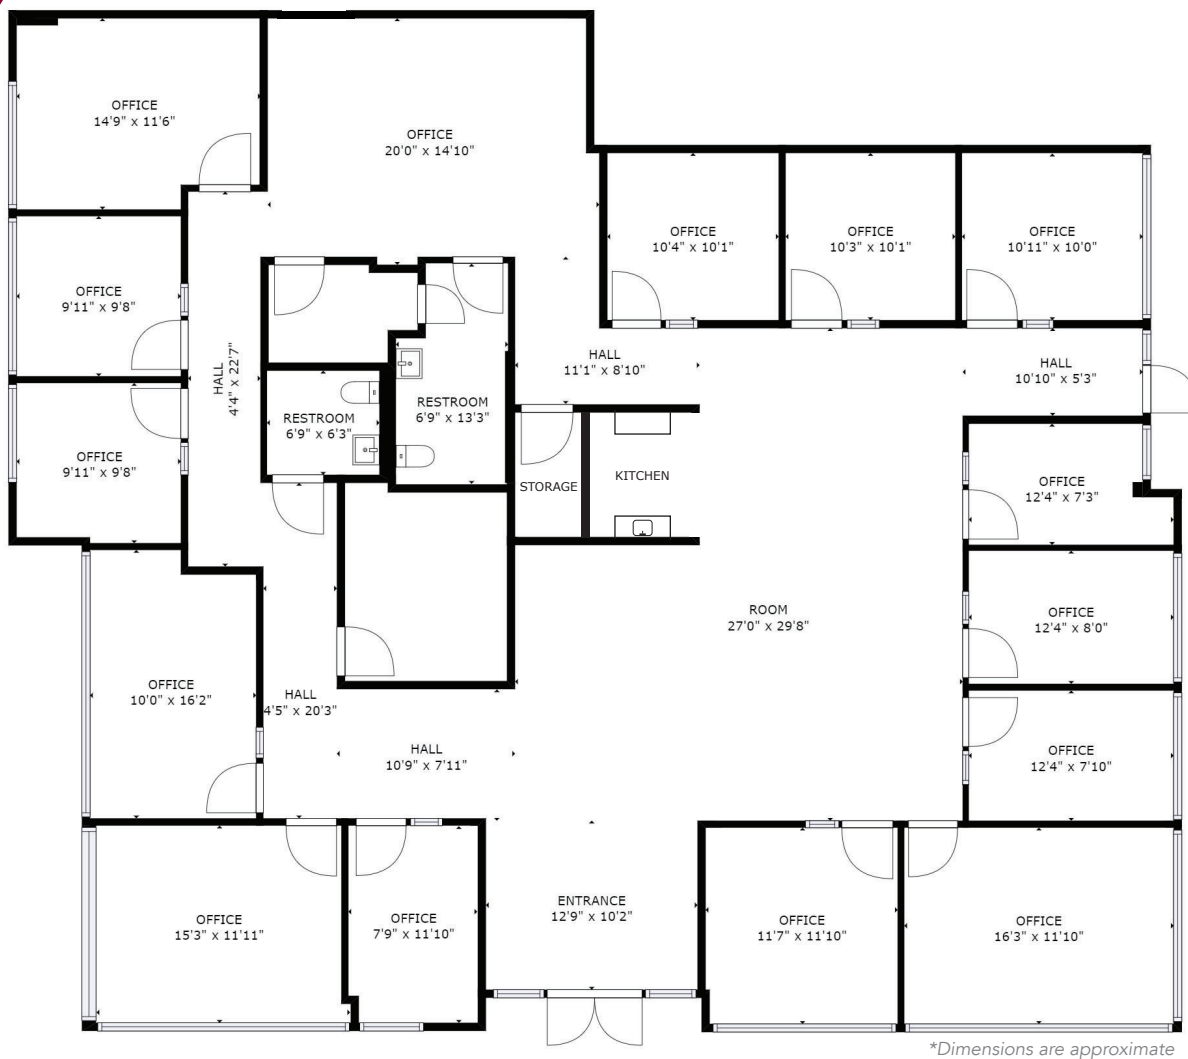 OFFICE
14'9" x 11'6"
OFFICE
20'0" x 14'10"
OFFICE
10'4" x 10'1"
OFFICE
10'3" x 10'1"
OFFICE
10'11" x 10'0"
OFFICE
9'11" x 9'8"
HALL
4'4" x 22'7"
HALL
11'1" x 8'10"
HALL
10'10" x 5'3"
RESTROOM
6'9" x 6'3"
RESTROOM
6'9" x 13'3"
OFFICE
9'11" x 9'8"
STORAGE
KITCHEN
OFFICE
12'4" x 7'3"
ROOM
27'0" x 29'8"
OFFICE
12'4" x 8'0"
OFFICE
10'0" x 16'2"
HALL
4'5" x 20'3"
HALL
10'9" x 7'11"
OFFICE
12'4" x 7'10"
OFFICE
15'3" x 11'11"
OFFICE
7'9" x 11'10"
ENTRANCE
12'9" x 10'2"
OFFICE
11'7" x 11'10"
OFFICE
16'3" x 11'10"
*Dimensions are approximate